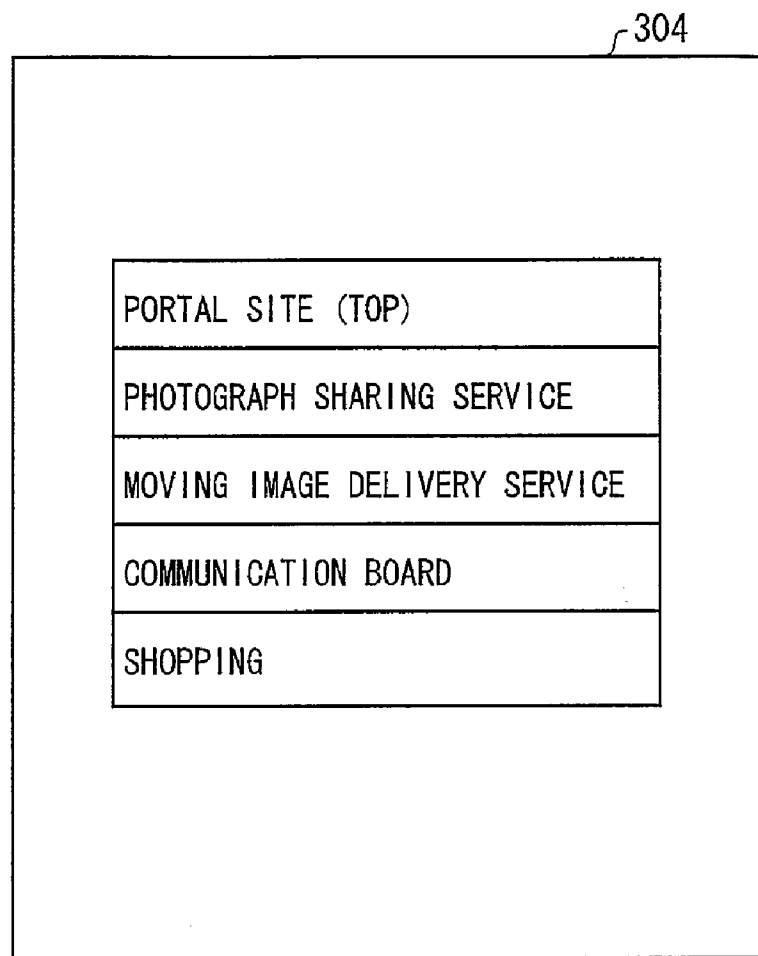 304
PORTAL SITE (TOP)
PHOTOGRAPH SHARING SERVICE
MOVING IMAGE DELIVERY SERVICE
COMMUNICATION BOARD
SHOPPING